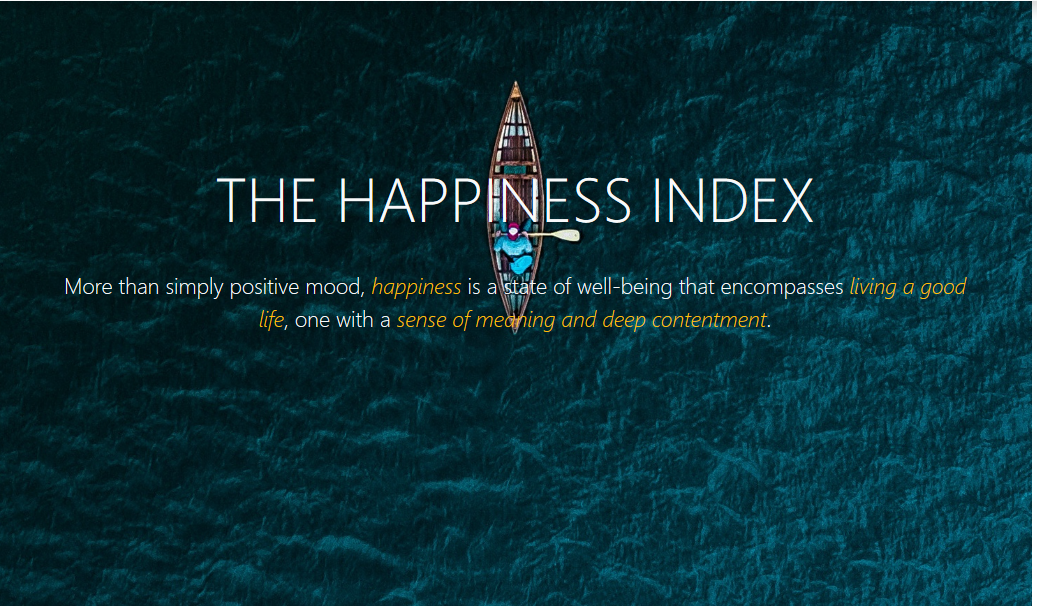 THE HAPPINESS INDEX
More than simply positive mood, happiness is a state of well-being that encompasses living a good
life, one with a sense of meaning and deep contentment.